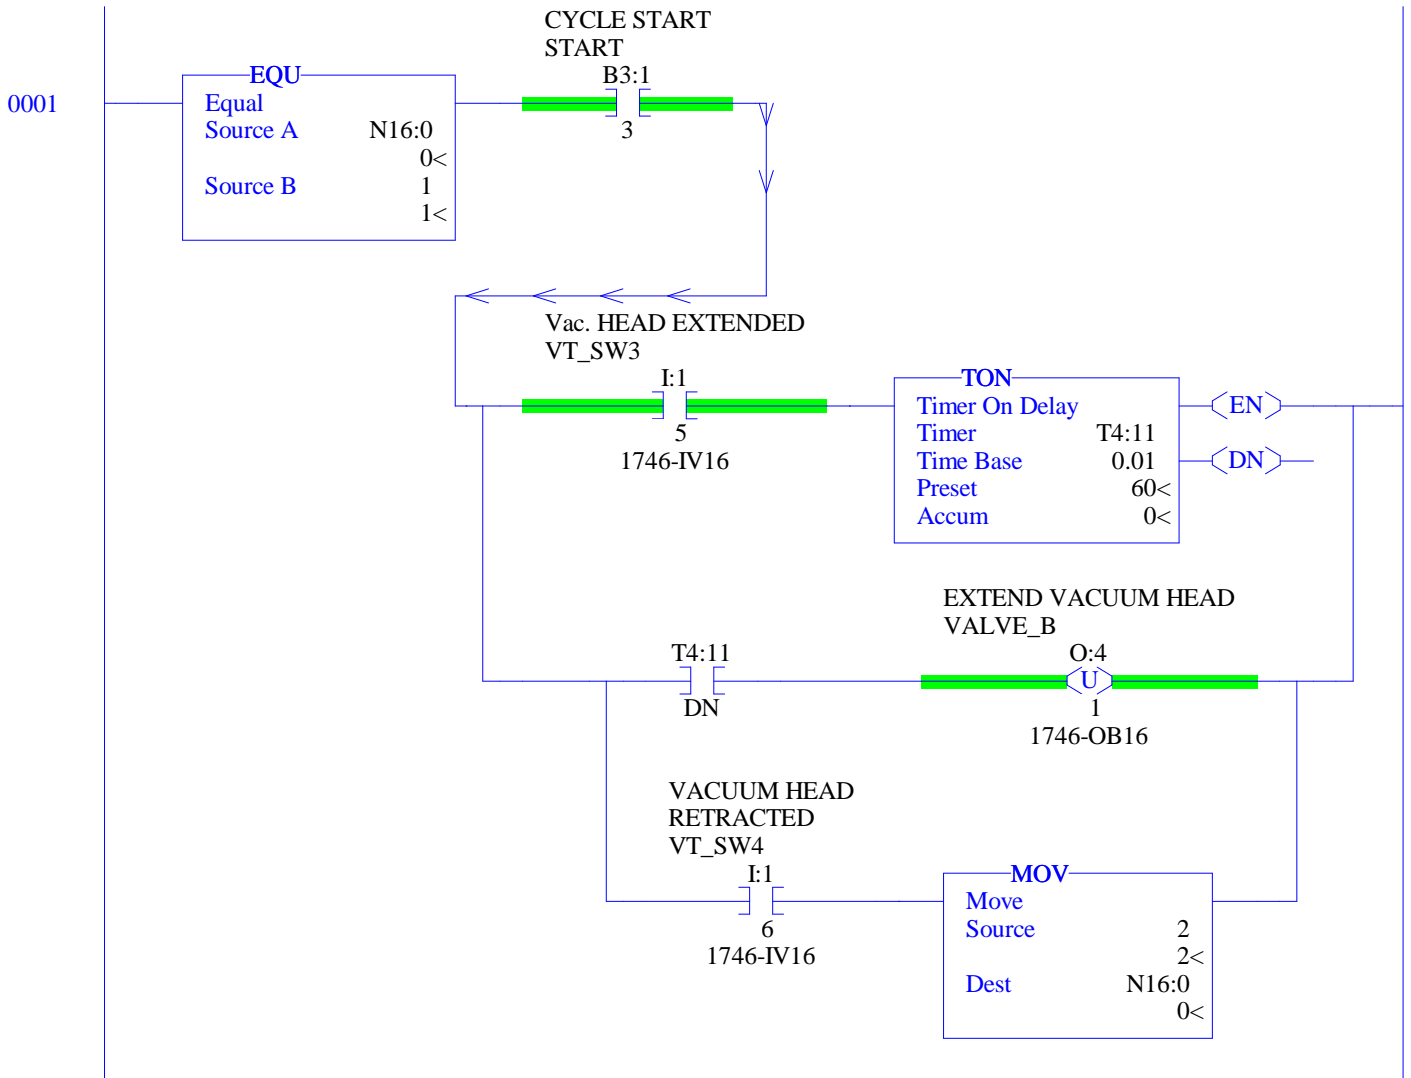 CYCLE START
START
B3:1
3
0001
EQU
Equal
Source A N16:0
0<
Source B 1
1<
Vac. HEAD EXTENDED
VT_SW3
I:1
5
1746-IV16
TON
Timer On Delay
Timer T4:11
Time Base 0.01
Preset 60<
Accum 0<
EN
DN
T4:11
DN
EXTEND VACUUM HEAD
VALVE_B
O:4
U
1
1746-OB16
VACUUM HEAD
RETRACTED
VT_SW4
I:1
6
1746-IV16
MOV
Move
Source 2
2<
Dest N16:0
0<